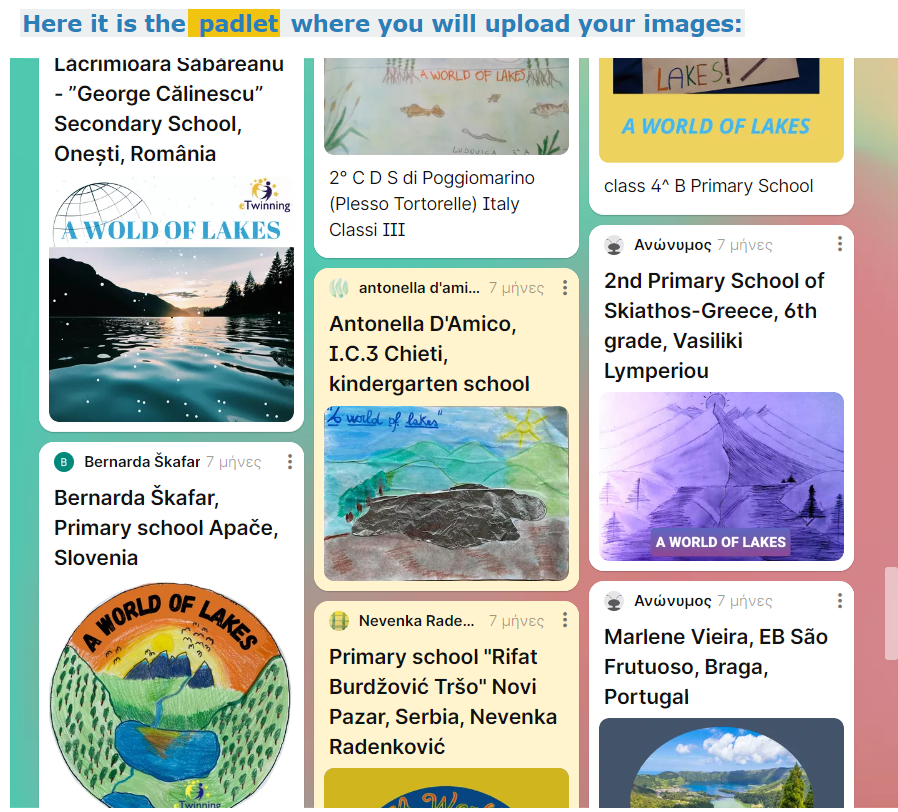 Here it is the padlet where you will upload your images:
Lăcrimioara Săbăreanu
- ”George Călinescu”
Secondary School,
Onești, România
eTwinning
A WOLD OF LAKES
B Bernarda Škafar 7 μήνες
Bernarda Škafar,
Primary school Apače,
Slovenia
A WORLD OF LAKES
eTwinning
A WORLD OF LAKES
LUDOVICA 3^A
2° C D S di Poggiomarino
(Plesso Tortorelle) Italy
Classi III
antonella d'ami... 7 μήνες
Antonella D'Amico,
I.C.3 Chieti,
kindergarten school
"A world of lakes"
Nevenka Rade... 7 μήνες
Primary school "Rifat
Burdžović Tršo" Novi
Pazar, Serbia, Nevenka
Radenković
LAKES!
A WORLD OF LAKES
class 4^ B Primary School
Ανώνυμος 7 μήνες
2nd Primary School of
Skiathos-Greece, 6th
grade, Vasiliki
Lymperiou
A WORLD OF LAKES
Ανώνυμος 7 μήνες
Marlene Vieira, EB São
Frutuoso, Braga,
Portugal